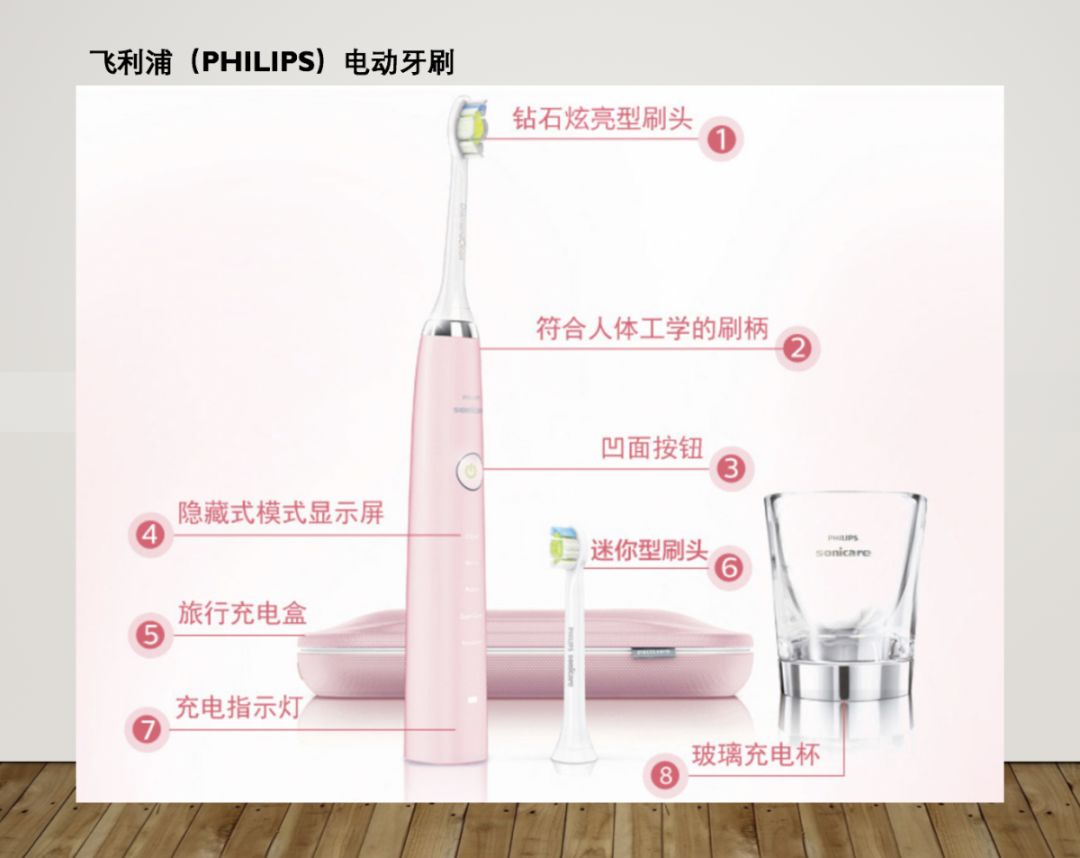 飞利浦（PHILIPS）电动牙刷
钻石炫亮型刷头
1
符合人体工学的刷柄
2
凹面按钮
3
隐藏式模式显示屏
4
PHILIPS
sonicare
迷你型刷头
6
旅行充电盒
5
PHILIPS sonicare
充电指示灯
7
玻璃充电杯
8